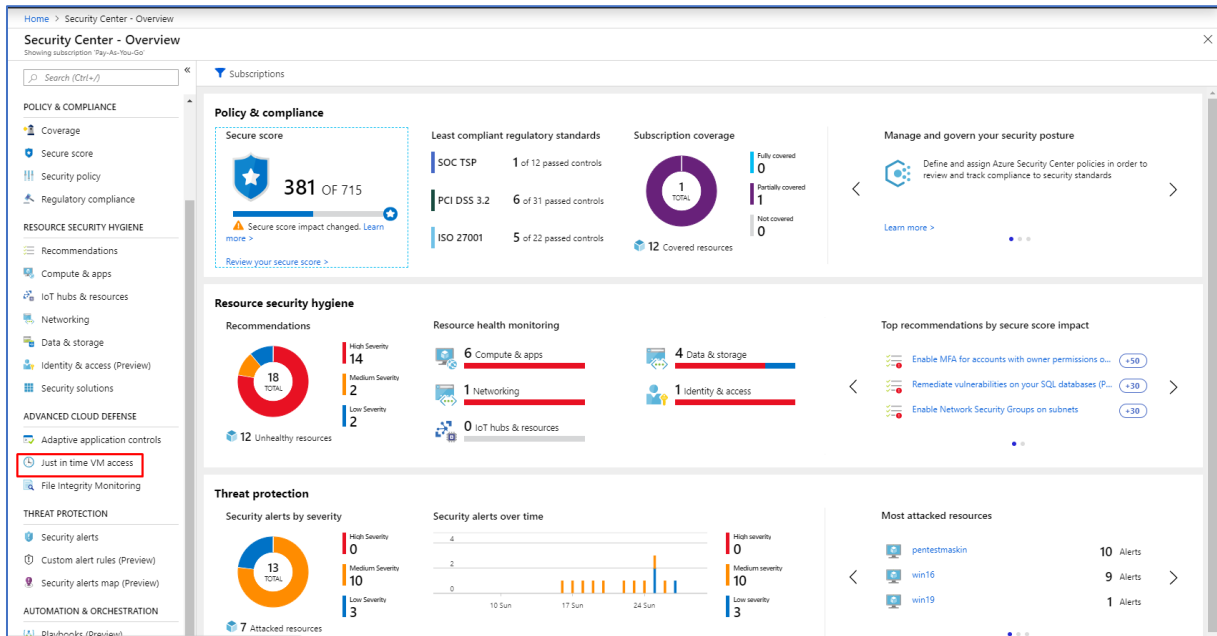 Home > Security Center - Overview
Security Center - Overview
Showing subscription 'Pay-As-You-Go'
Search (Ctrl+/)
«
Subscriptions
POLICY & COMPLIANCE
Coverage
Secure score
Security policy
Regulatory compliance
RESOURCE SECURITY HYGIENE
Recommendations
Compute & apps
IoT hubs & resources
Networking
Data & storage
Identity & access (Preview)
Security solutions
ADVANCED CLOUD DEFENSE
Adaptive application controls
Just in time VM access
File Integrity Monitoring
THREAT PROTECTION
Security alerts
Custom alert rules (Preview)
Security alerts map (Preview)
AUTOMATION & ORCHESTRATION
Playbooks (Preview)
Policy & compliance
Secure score
381 OF 715
Secure score impact changed. Learn
more >
Review your secure score >
Least compliant regulatory standards
SOC TSP 1 of 12 passed controls
PCI DSS 3.2 6 of 31 passed controls
ISO 27001 5 of 22 passed controls
Subscription coverage
1
TOTAL
Fully covered
0
Partially covered
1
Not covered
0
12 Covered resources
Manage and govern your security posture
Define and assign Azure Security Center policies in order to
review and track compliance to security standards
Learn more >
Resource security hygiene
Recommendations
18
TOTAL
High Severity
14
Medium Severity
2
Low Severity
2
12 Unhealthy resources
Resource health monitoring
6 Compute & apps
4 Data & storage
1 Networking
1 Identity & access
0 IoT hubs & resources
Top recommendations by secure score impact
Enable MFA for accounts with owner permissions o... +50
Remediate vulnerabilities on your SQL databases (P... +30
Enable Network Security Groups on subnets +30
Threat protection
Security alerts by severity
13
TOTAL
High Severity
0
Medium Severity
10
Low Severity
3
7 Attacked resources
Security alerts over time
4
2
0
10 Sun 17 Sun 24 Sun
High severity
0
Medium severity
10
Low severity
3
Most attacked resources
pentestmaskin 10 Alerts
win16 9 Alerts
win19 1 Alerts